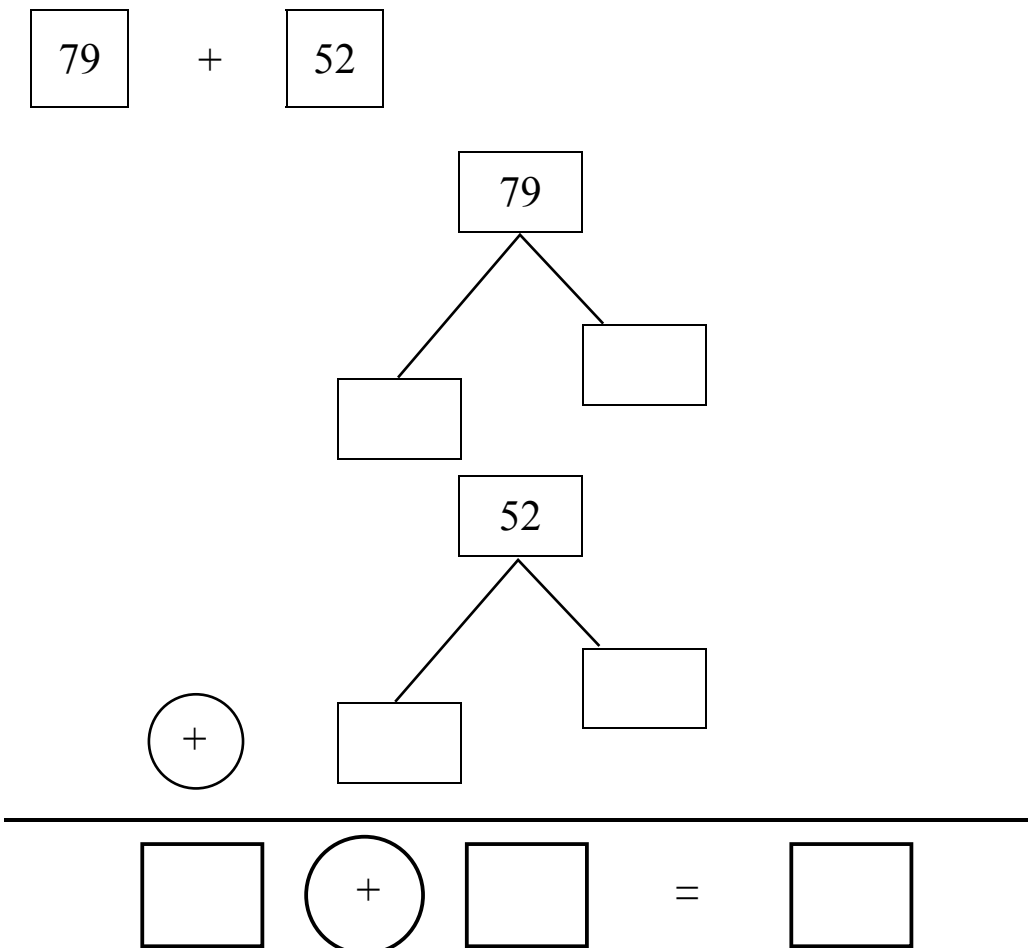 79 + 52
79
52
+
+ =